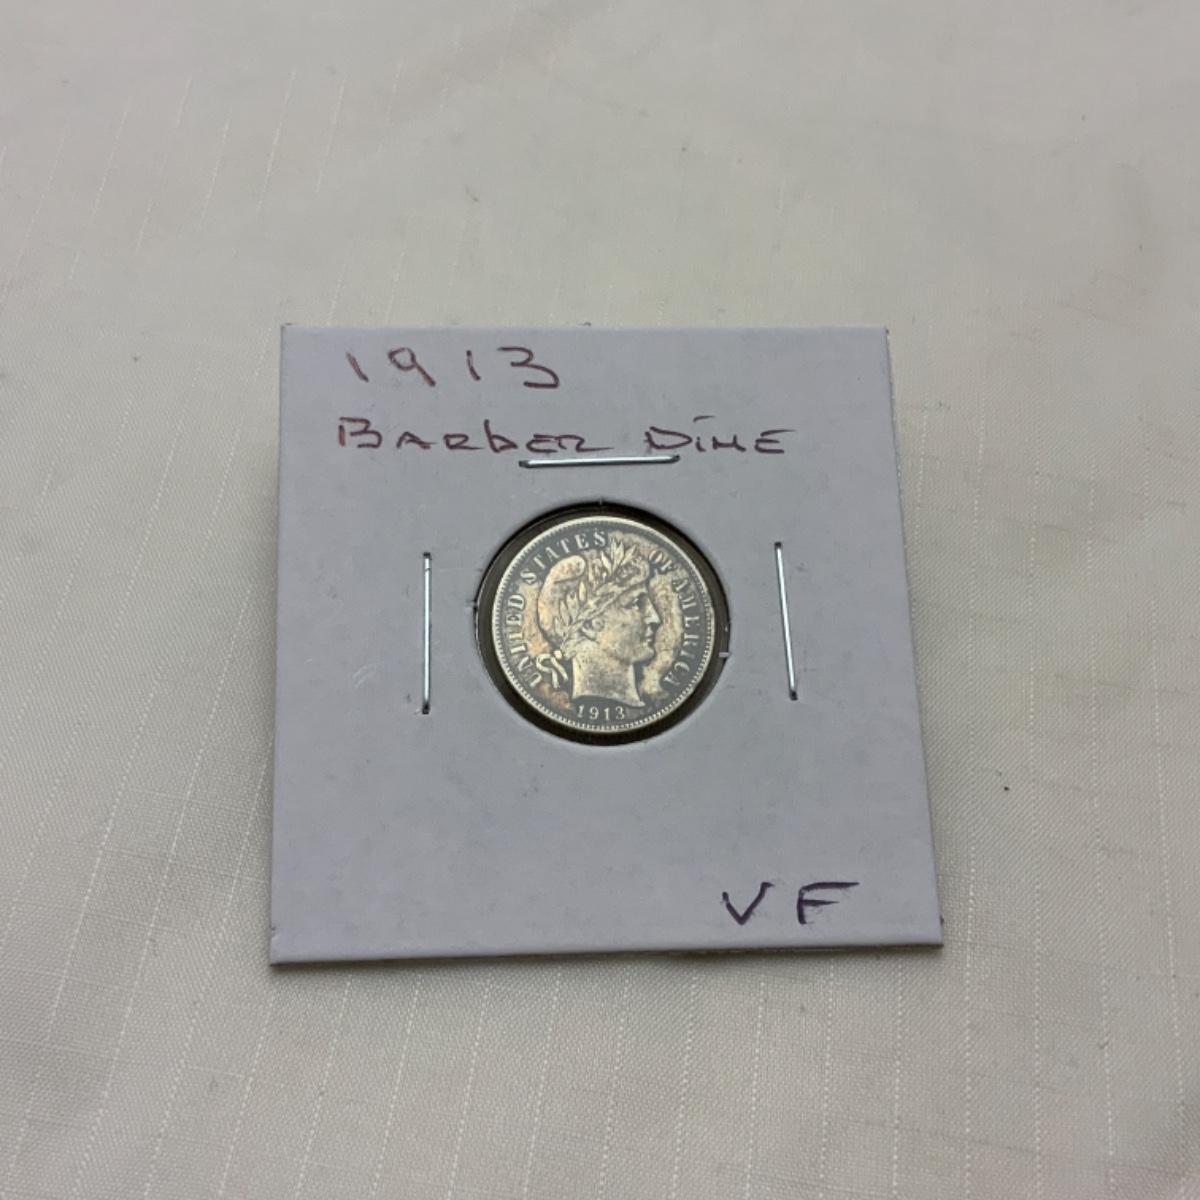 1913
BARbER DiME
UNITED STATES OF AMERICA
1913
VF